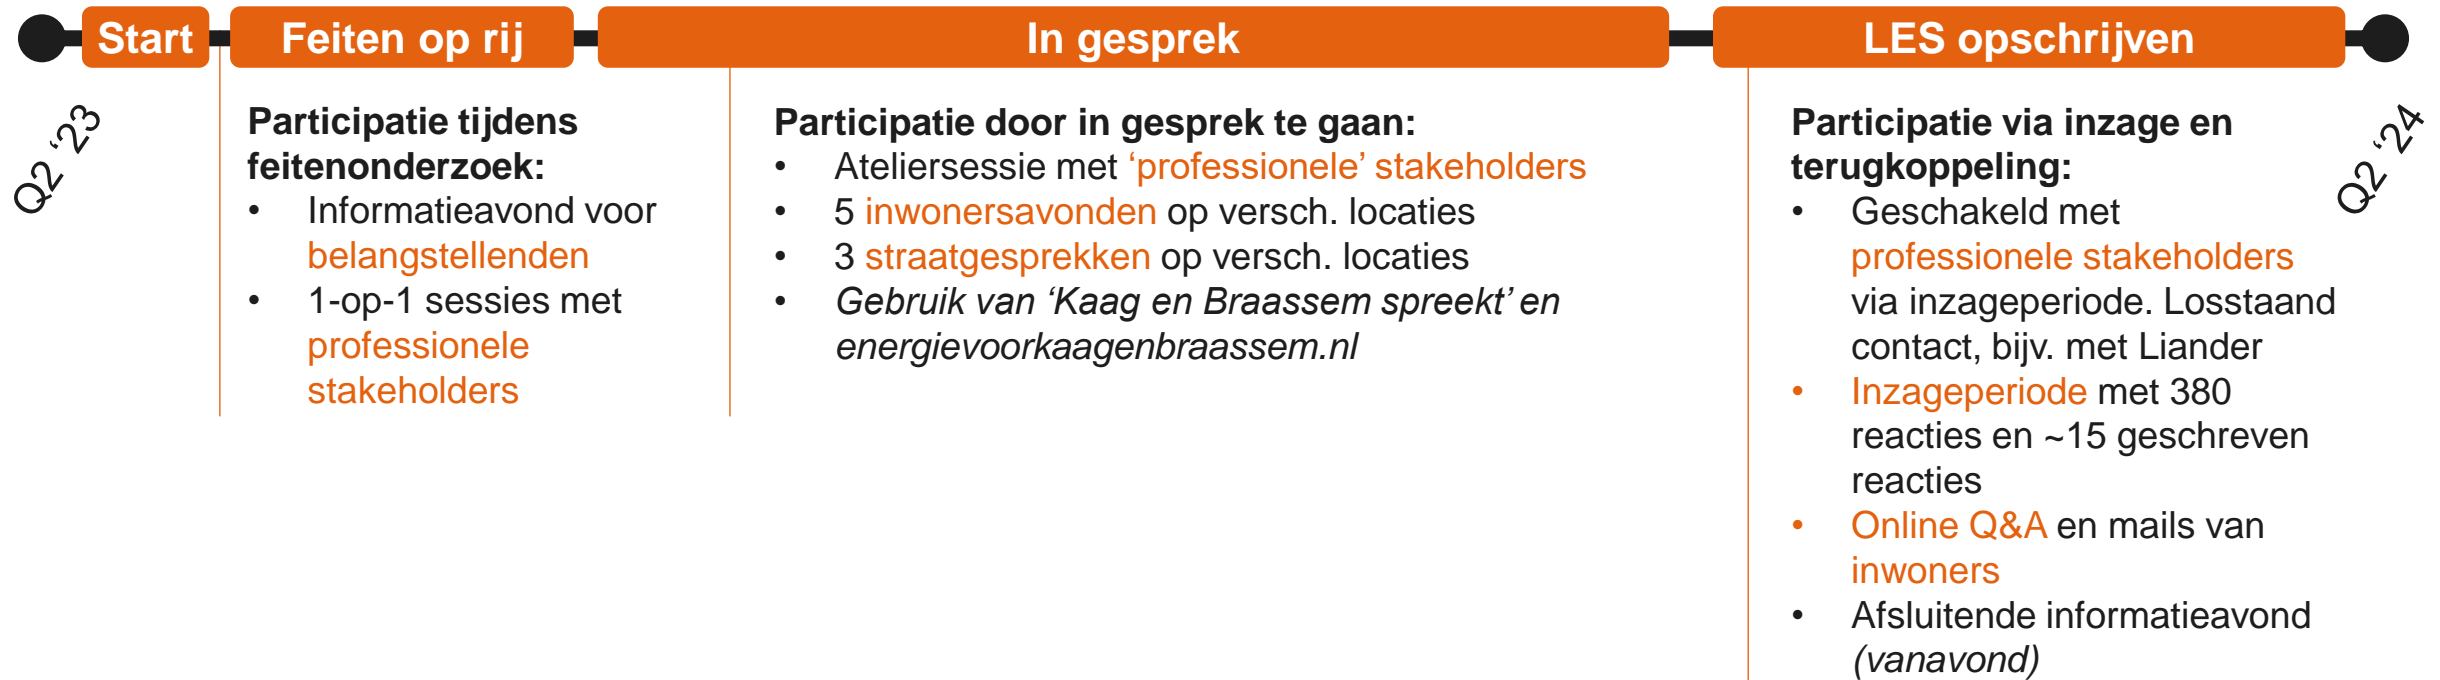 Start
Feiten op rij
In gesprek
LES opschrijven
Q2 ‘23
Participatie tijdens
feitenonderzoek:
• Informatieavond voor
belangstellenden
• 1-op-1 sessies met
professionele
stakeholders
Participatie door in gesprek te gaan:
• Ateliersessie met ‘professionele’ stakeholders
• 5 inwonersavonden op versch. locaties
• 3 straatgesprekken op versch. locaties
• Gebruik van ‘Kaag en Braassem spreekt’ en
energievoorkaagenbraassem.nl
Participatie via inzage en
terugkoppeling:
• Geschakeld met
professionele stakeholders
via inzageperiode. Losstaand
contact, bijv. met Liander
• Inzageperiode met 380
reacties en ~15 geschreven
reacties
• Online Q&A en mails van
inwoners
• Afsluitende informatieavond
(vanavond)
Q2 ‘24